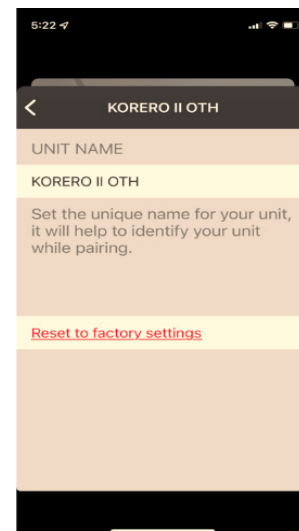 5:22
KORERO II OTH
UNIT NAME
KORERO II OTH
Set the unique name for your unit,
it will help to identify your unit
while pairing.
Reset to factory settings